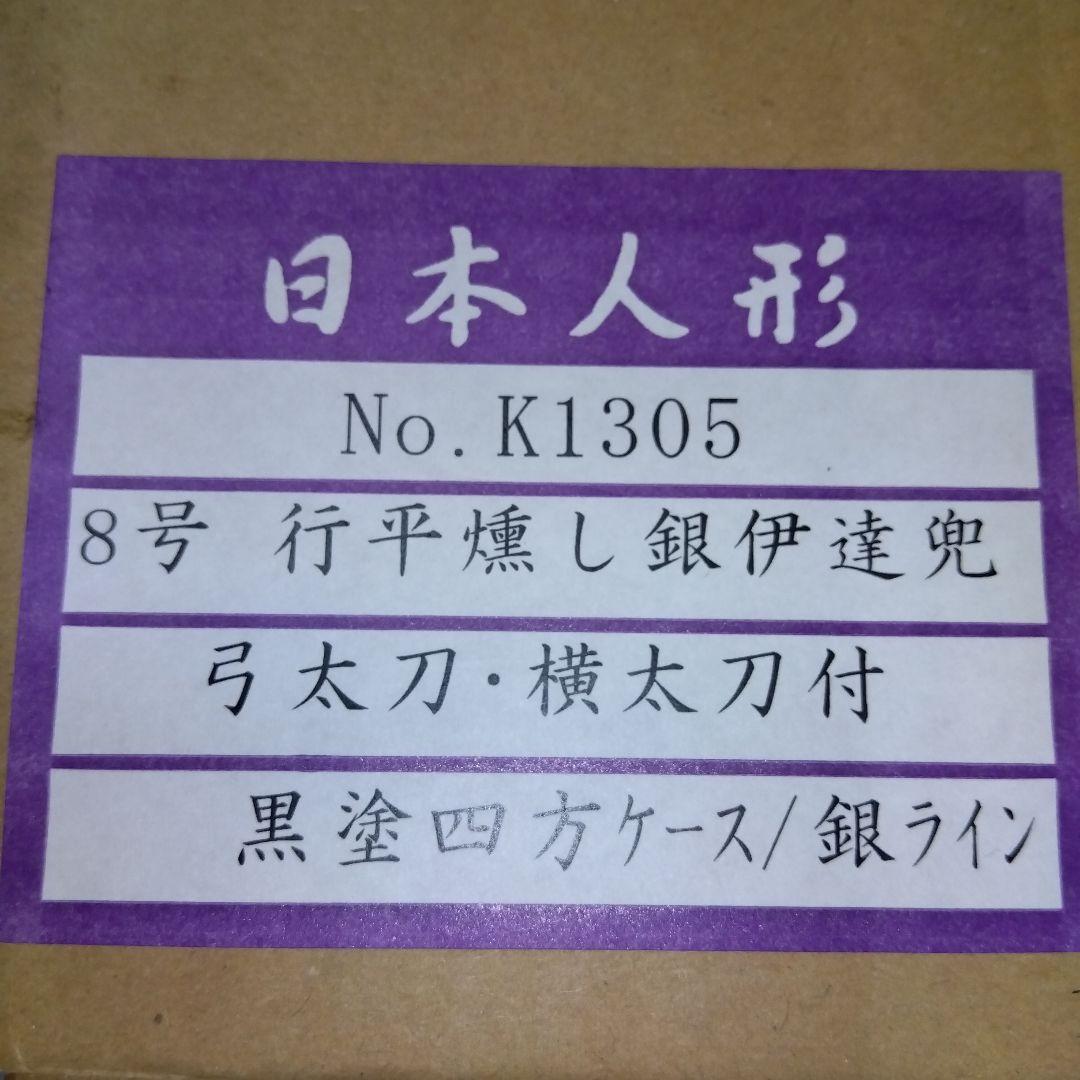 日本人形
No.K1305
8号 行平燻し銀伊達兜
弓太刀・横太刀付
黒塗四方ケース/銀ライン